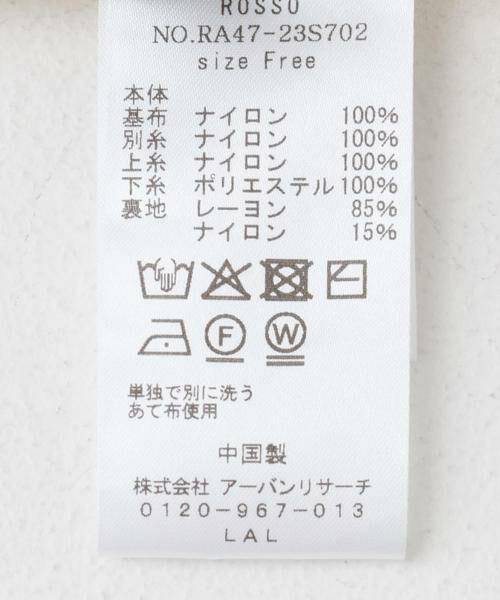 ROSSO
NO.RA47-23S702
size Free
本体
基布 ナイロン 100%
別糸 ナイロン 100%
上糸 ナイロン 100%
下糸 ポリエステル 100%
裏地 レーヨン 85%
ナイロン 15%
F W
単独で別に洗う
あて布使用
中国製
株式会社 アーバンリサーチ
0120-967-013
LAL